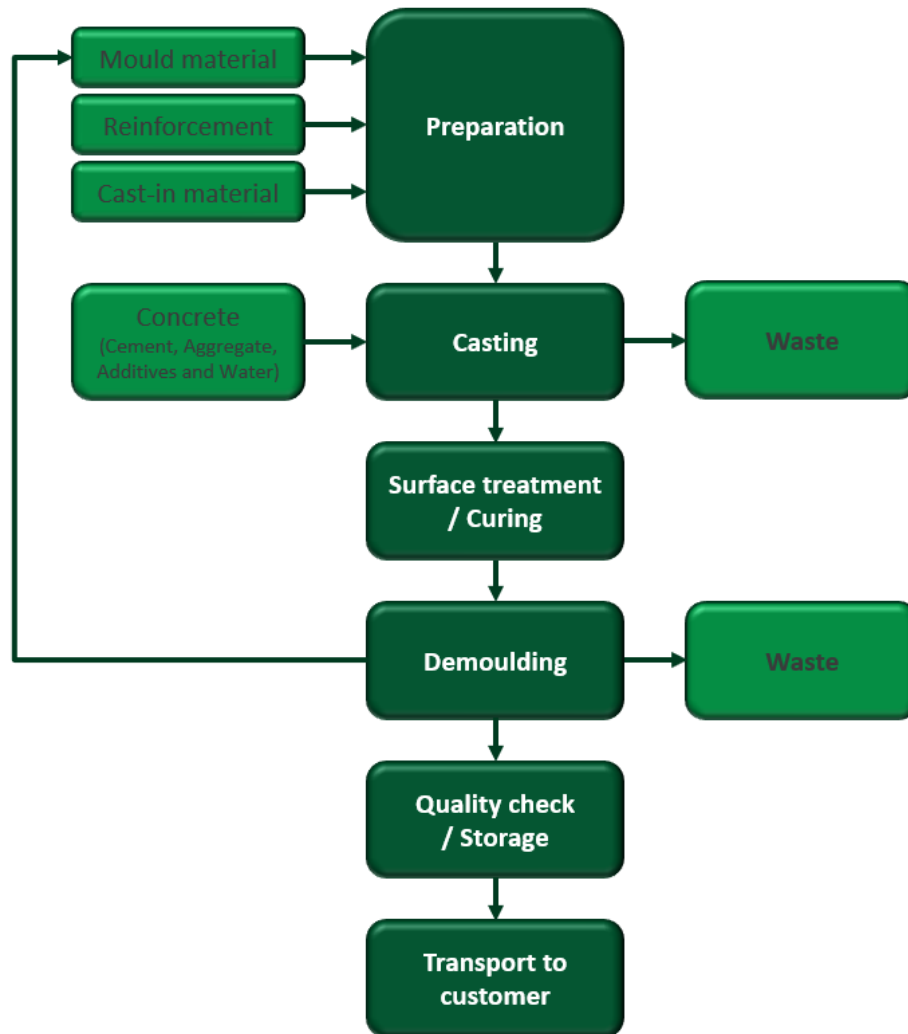 Mould material
Reinforcement
Cast-in material
Preparation
Concrete
(Cement, Aggregate,
Additives and Water)
Casting
Waste
Surface treatment
/ Curing
Demoulding
Waste
Quality check
/ Storage
Transport to
customer